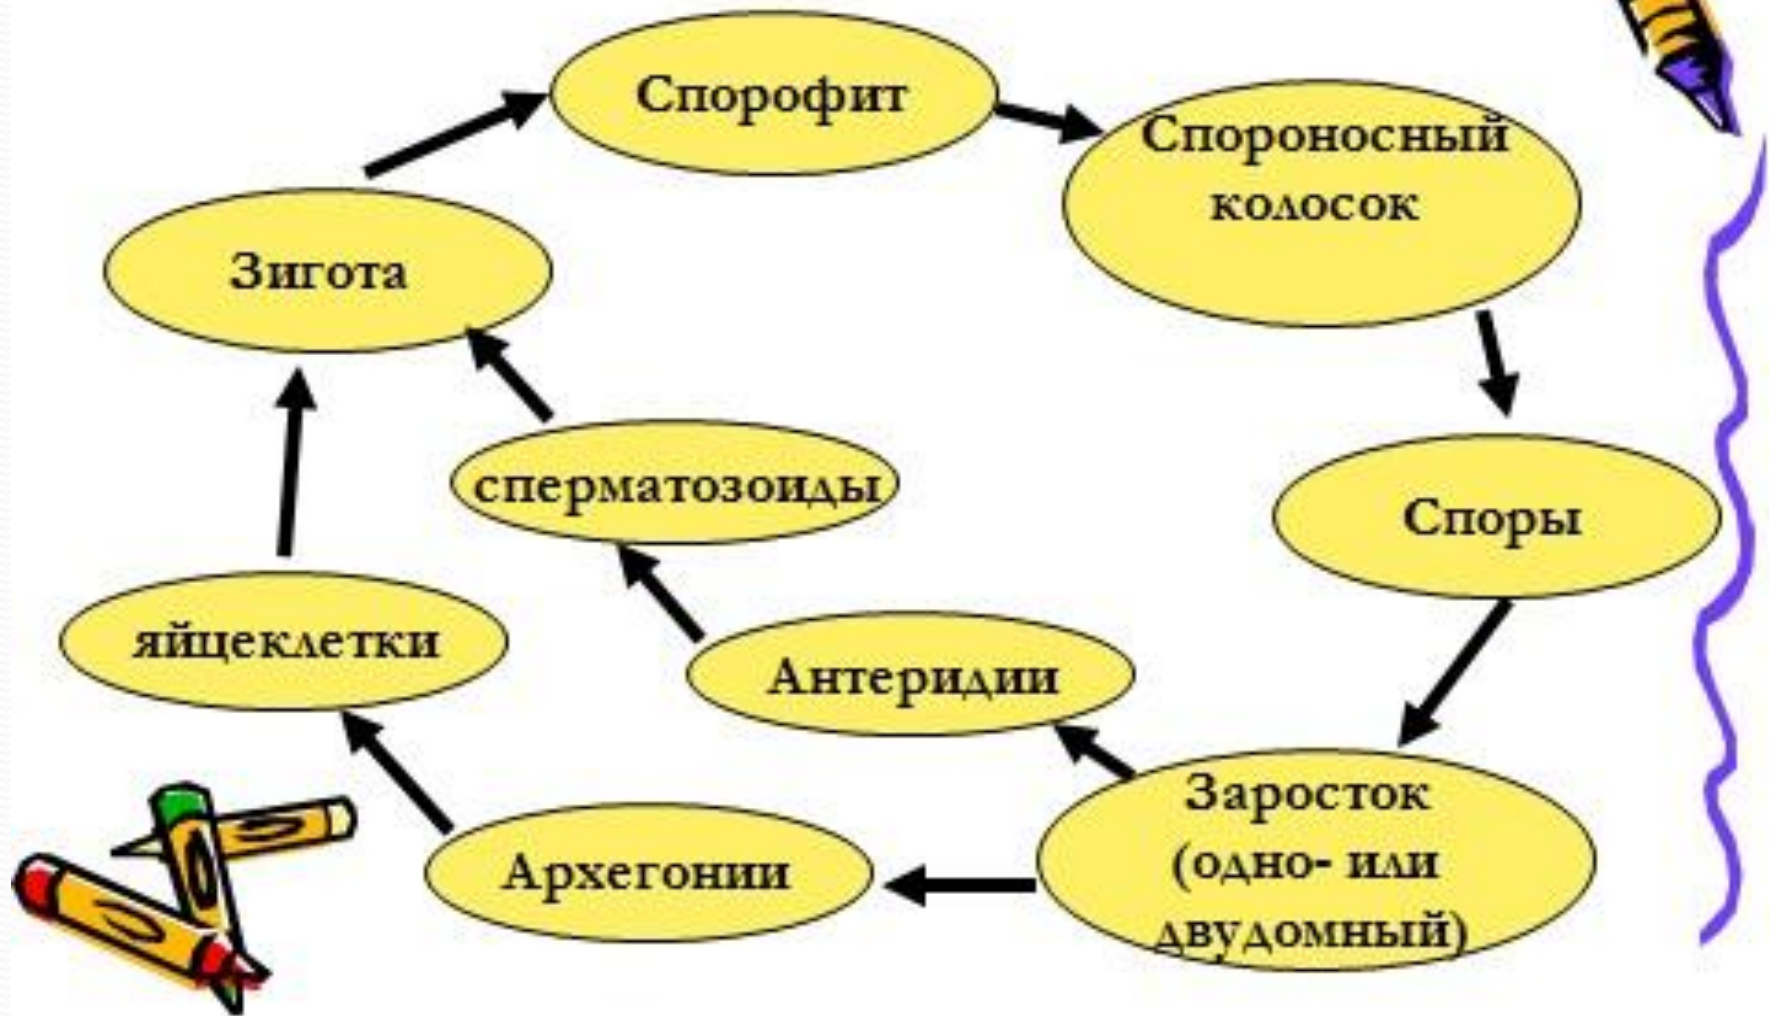 Спорофит
Спороносный
колосок
Зигота
сперматозоиды
Споры
яйцеклетки
Антеридии
Архегонии
Заросток
(одно- или
двудомный)